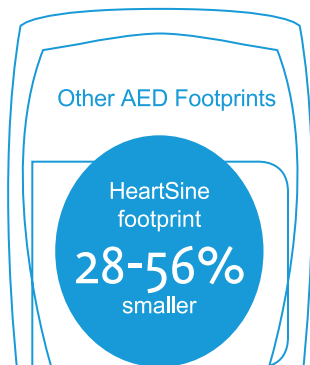 Other AED Footprints
HeartSine
footprint
28-56%
smaller